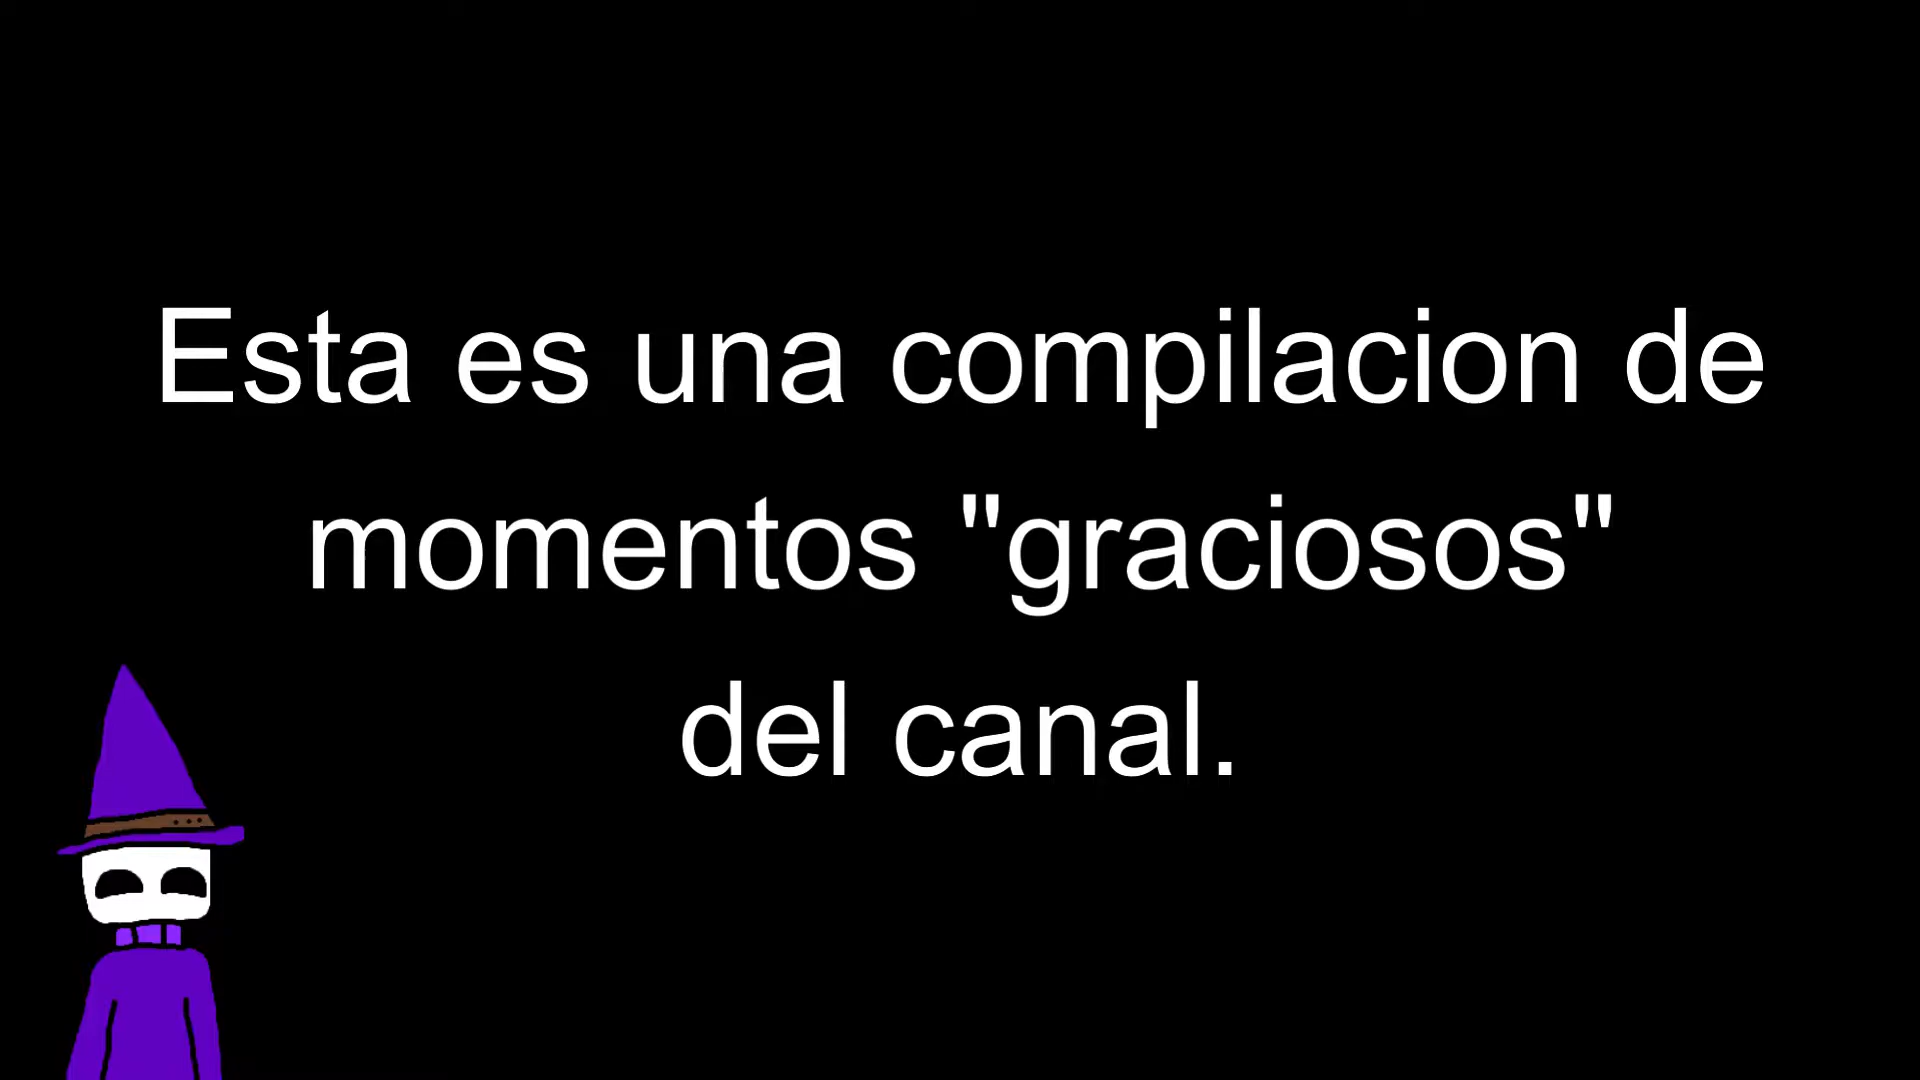 Esta es una compilacion de
momentos "graciosos"
del canal.